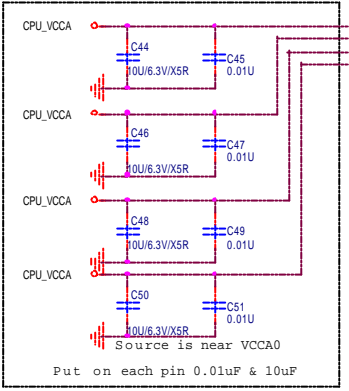 CPU_VCCA
C44
10U/6.3V/X5R
C45
0.01U
CPU_VCCA
C46
10U/6.3V/X5R
C47
0.01U
CPU_VCCA
C48
10U/6.3V/X5R
C49
0.01U
CPU_VCCA
C50
10U/6.3V/X5R
C51
0.01U
Source is near VCCA0
Put on each pin 0.01uF & 10uF